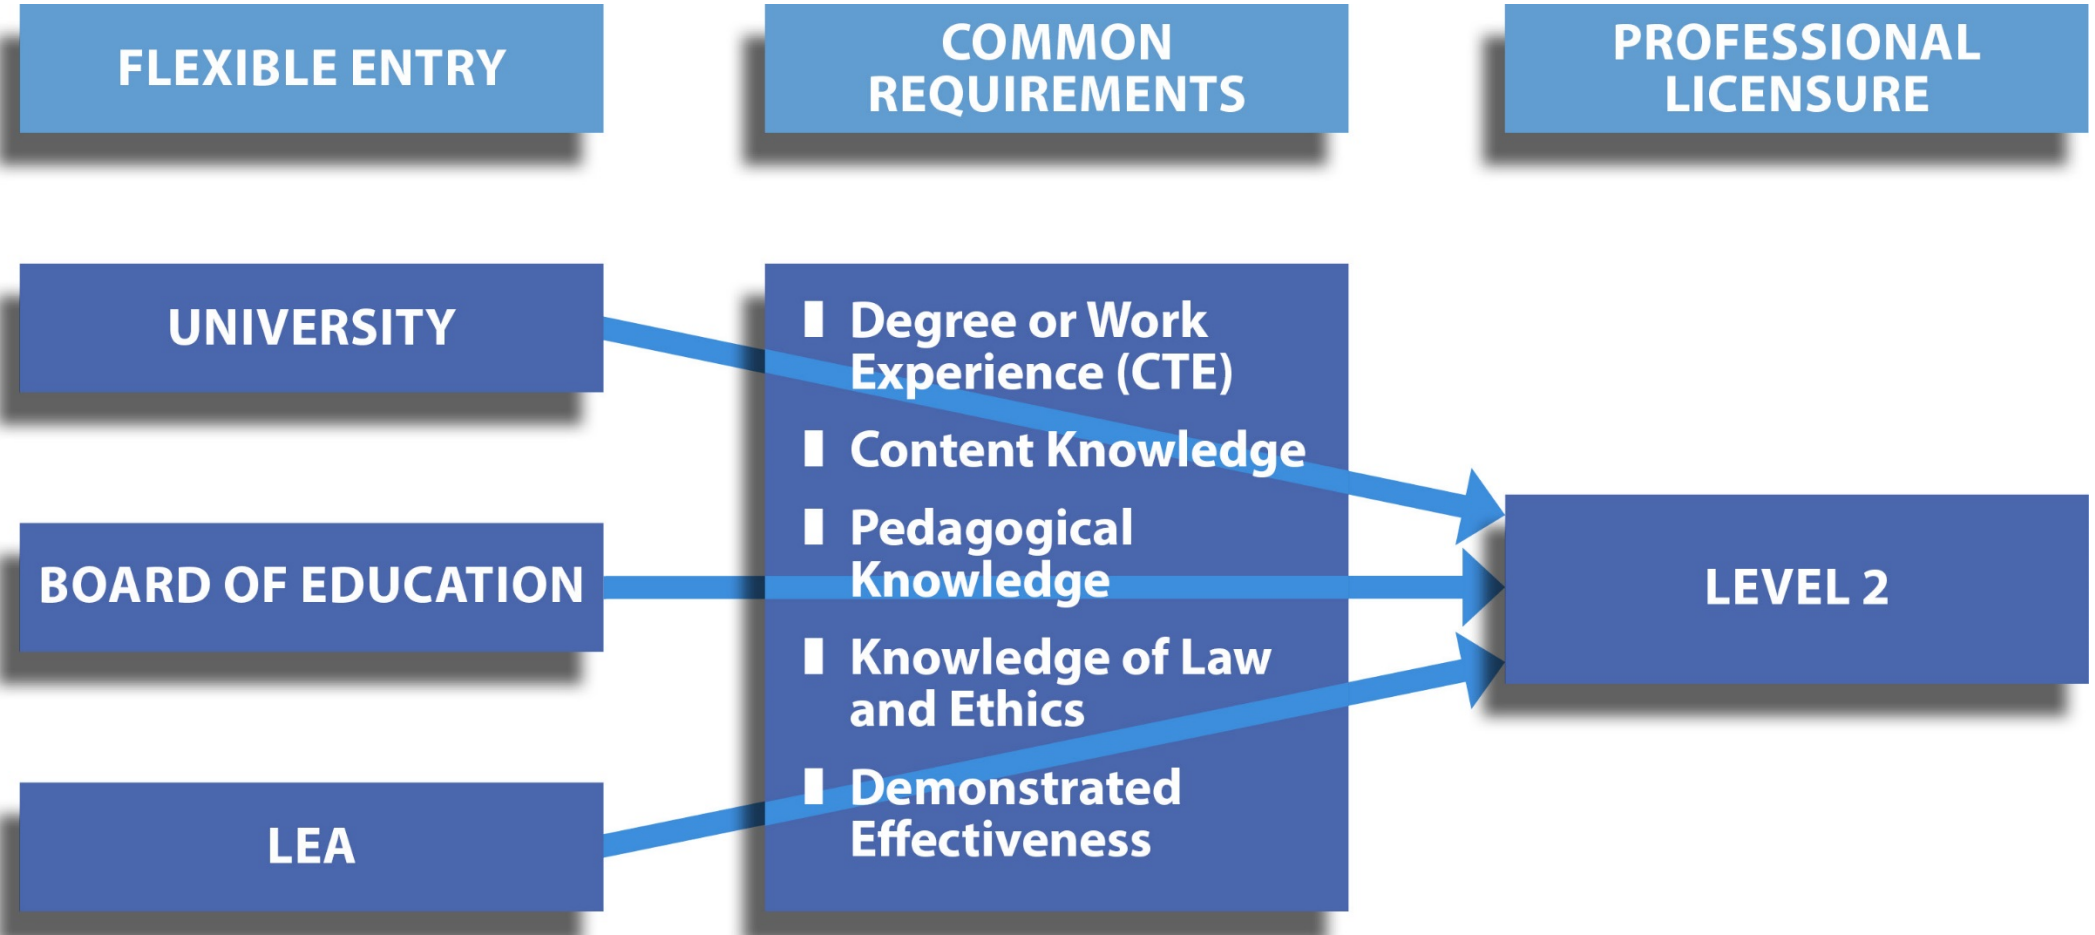 FLEXIBLE ENTRY
COMMON
REQUIREMENTS
PROFESSIONAL
LICENSURE
UNIVERSITY
BOARD OF EDUCATION
LEA
Degree or Work
Experience (CTE)
Content Knowledge
Pedagogical
Knowledge
Knowledge of Law
and Ethics
Demonstrated
Effectiveness
LEVEL 2